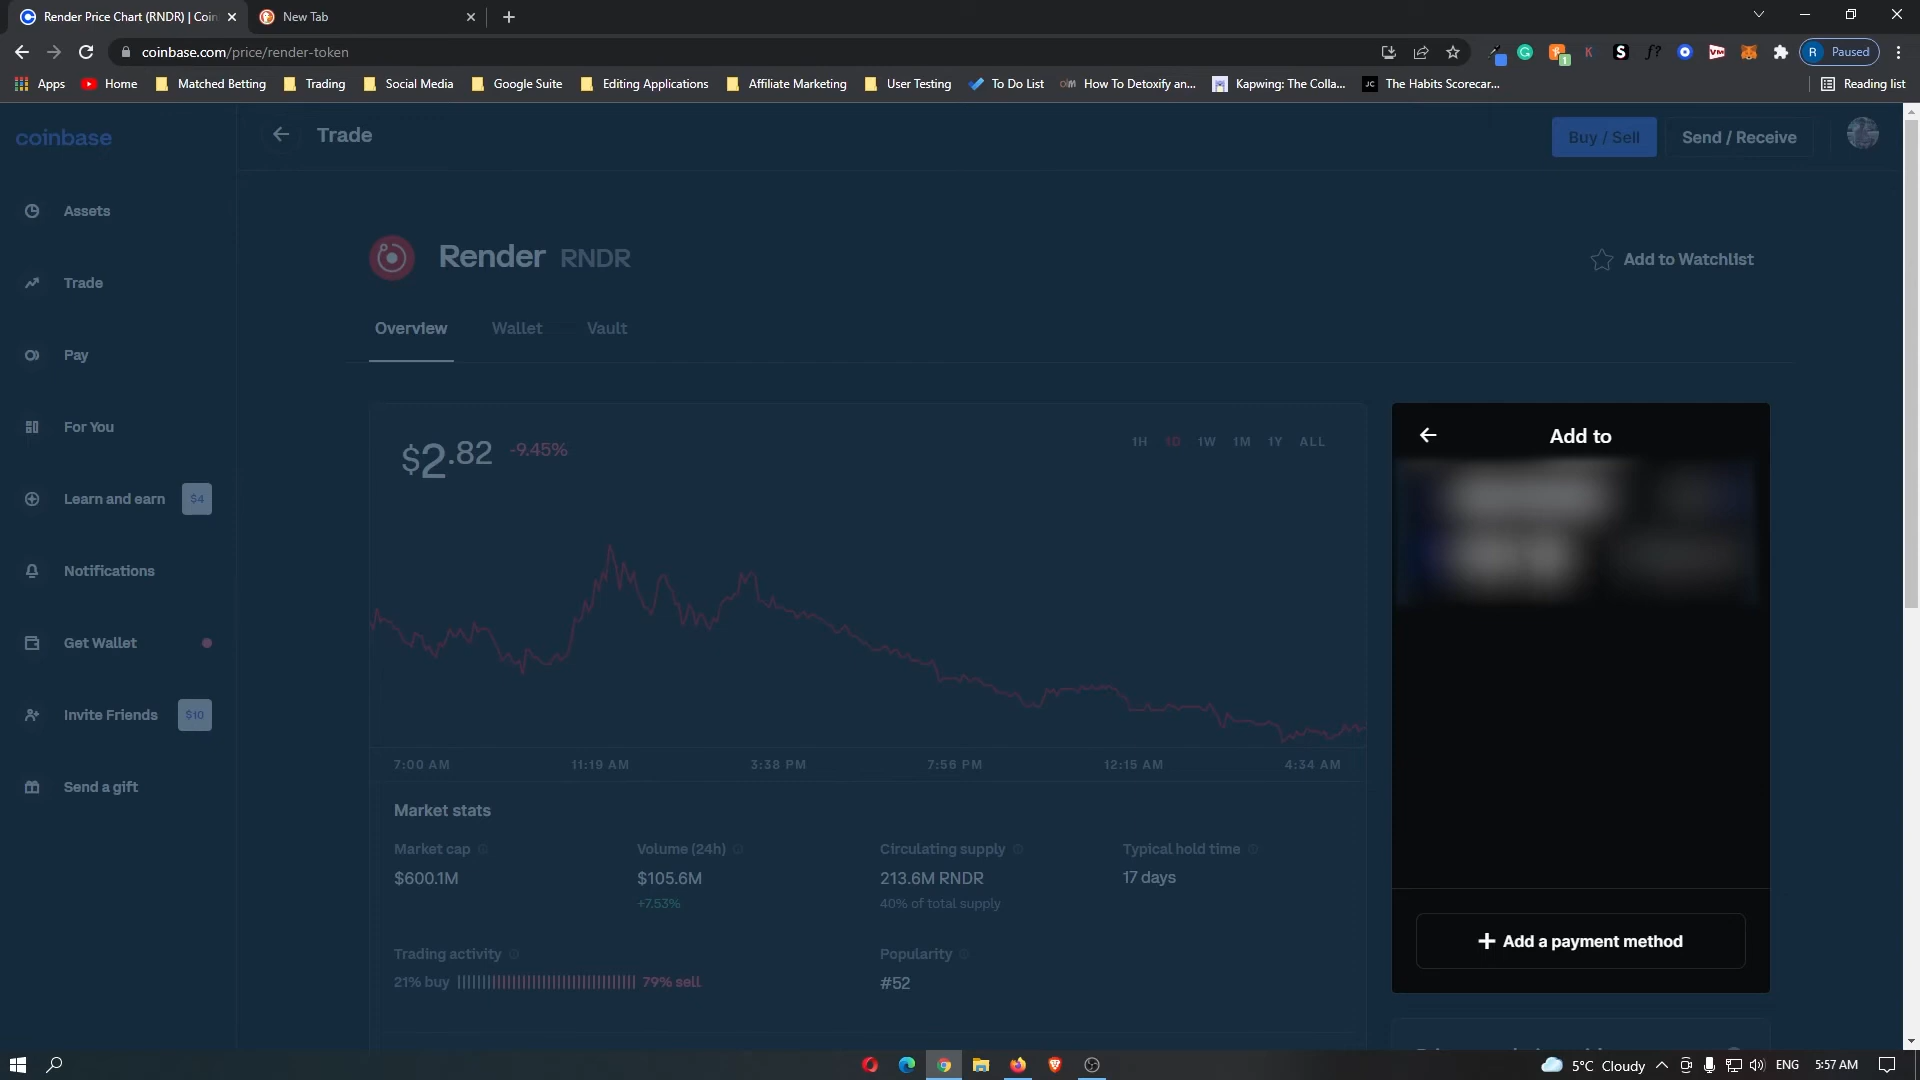 Render Price Chart (RNDR) | Coin
New Tab
coinbase.com/price/render-token
Paused
Apps
Home
Matched Betting
Trading
Social Media
Google Suite
Editing Applications
Affiliate Marketing
User Testing
To Do List
How To Detoxify an...
Kapwing: The Colla...
The Habits Scorecar...
Reading list
coinbase
Trade
Buy / Sell
Send / Receive
Assets
Trade
Pay
For You
Learn and earn $4
Notifications
Get Wallet
Invite Friends $10
Send a gift
Render RNDR
Add to Watchlist
Overview
Wallet
Vault
$2.82 -9.45%
1H 1D 1W 1M 1Y ALL
7:00 AM 11:19 AM 3:38 PM 7:56 PM 12:15 AM 4:34 AM
Market stats
Market cap
$600.1M
Volume (24h)
$105.6M
+7.53%
Circulating supply
213.6M RNDR
40% of total supply
Typical hold time
17 days
Trading activity
21% buy 79% sell
Popularity
#52
Add to
+ Add a payment method
5°C Cloudy
ENG
5:57 AM